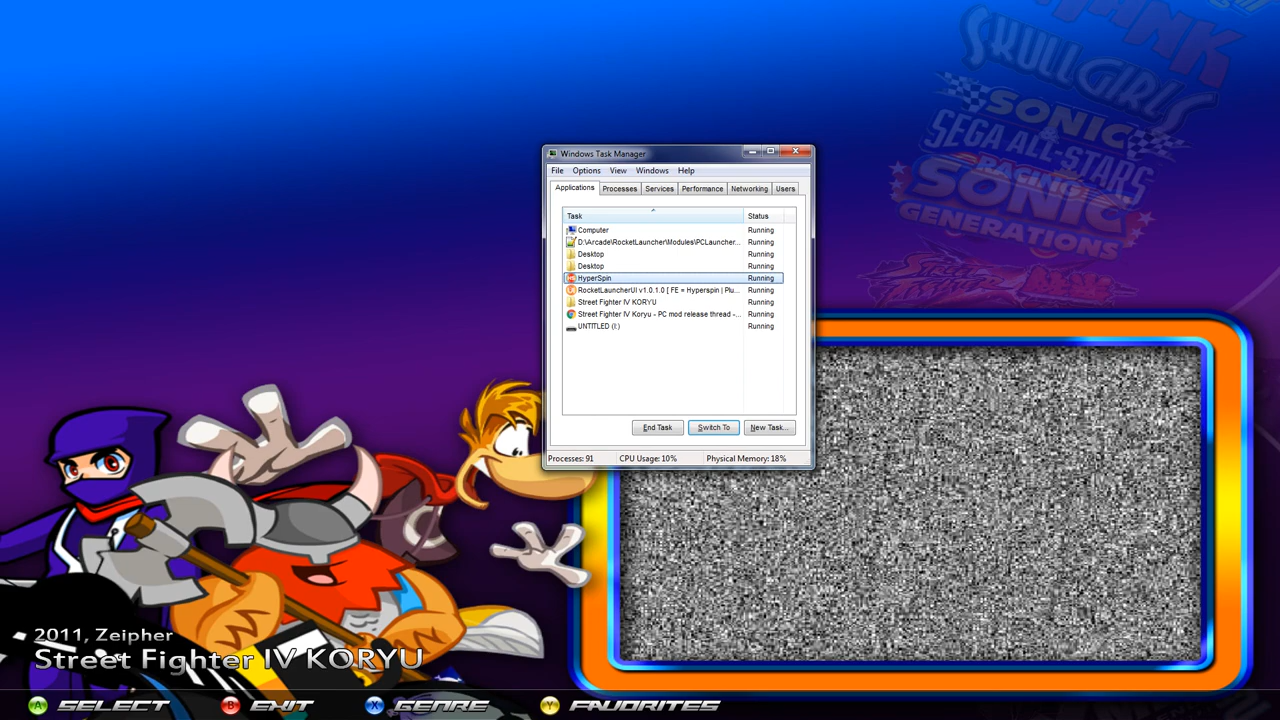 PUNK
SKULLGIRLS
SONIC
&
SEGA ALL-STARS
RACING
SONIC
GENERATIONS
Windows Task Manager
File Options View Windows Help
Applications Processes Services Performance Networking Users
Task Status
Computer Running
D:\Arcade\RocketLauncher\Modules\PCLauncher... Running
Desktop Running
Desktop Running
HyperSpin Running
RocketLauncherUI v1.0.1.0 [ FE = Hyperspin | Plu... Running
Street Fighter IV KORYU Running
Street Fighter IV Koryu - PC mod release thread -... Running
UNTITLED (I:) Running
End Task Switch To New Task...
Processes: 91 CPU Usage: 10% Physical Memory: 18%
2011, Zeipher
Street Fighter IV KORYU
A SELECT B EXIT X GENRE Y FAVORITES